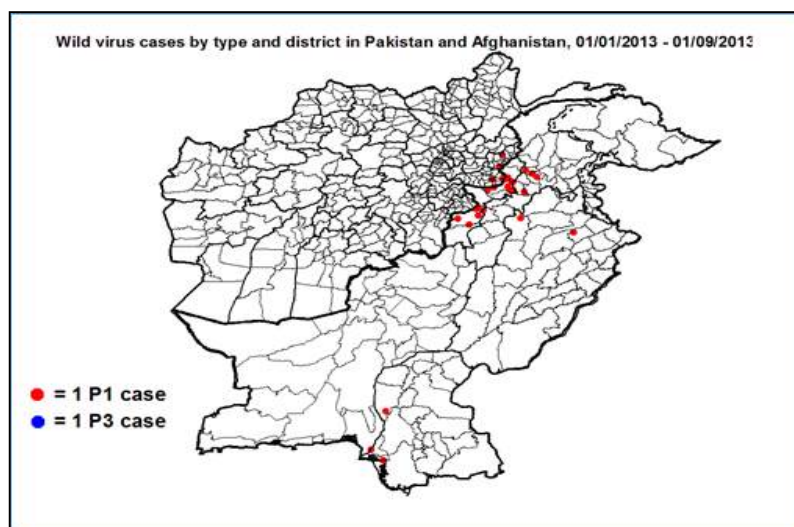 Wild virus cases by type and district in Pakistan and Afghanistan, 01/01/2013 - 01/09/2013
= 1 P1 case
= 1 P3 case